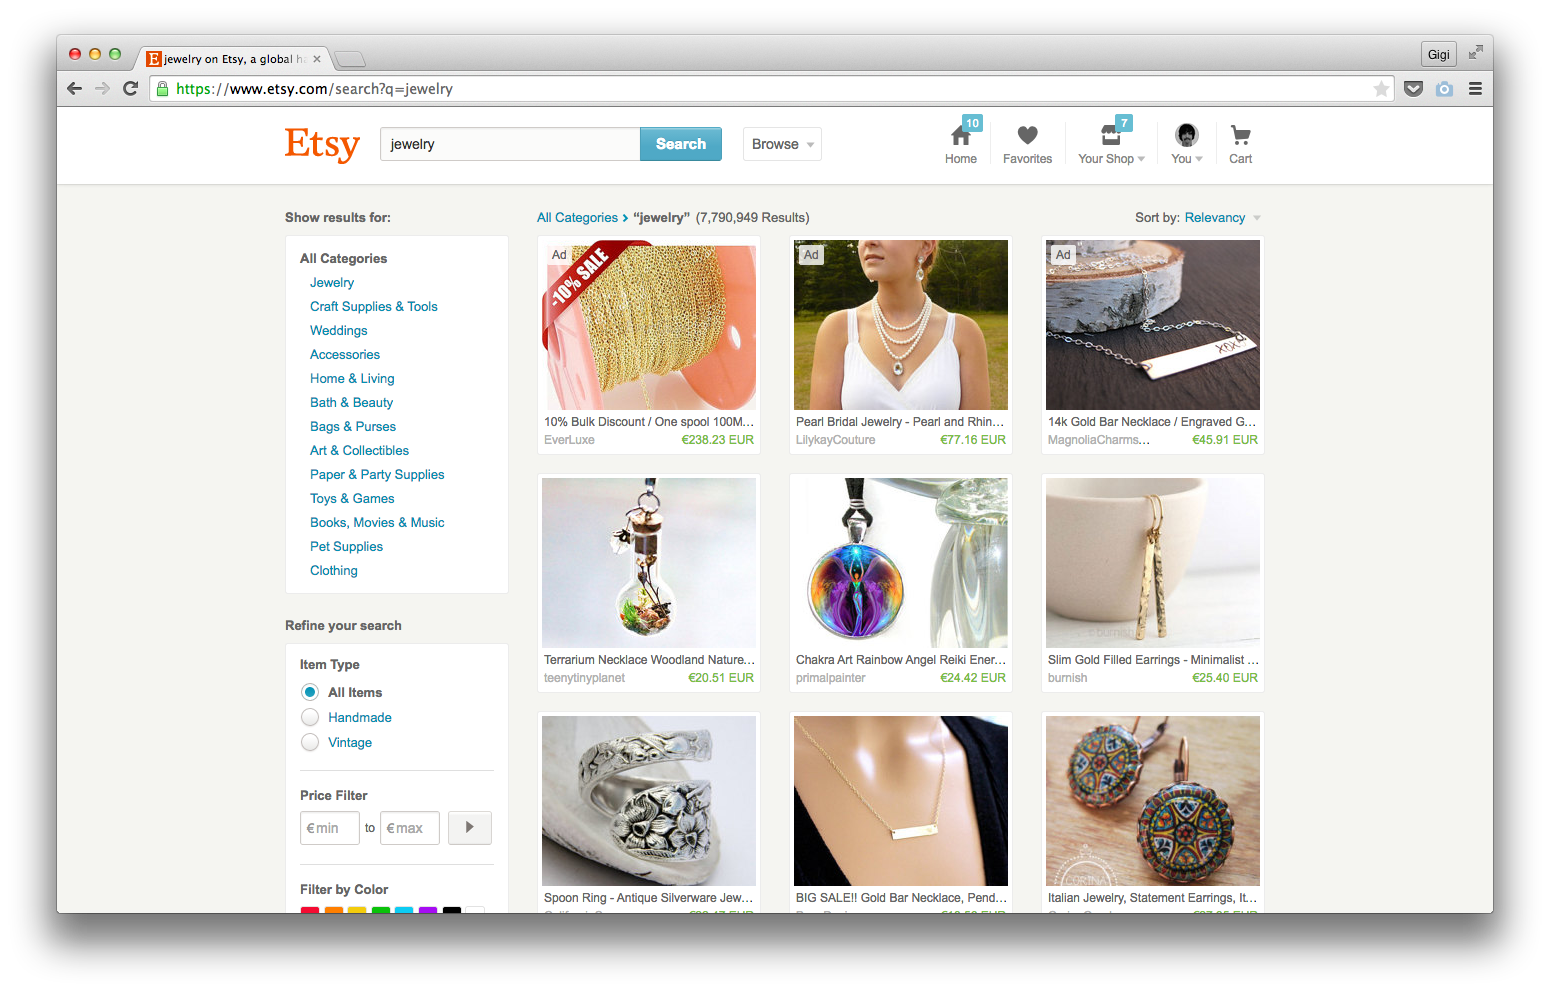 jewelry on Etsy, a global h
Gigi
https://www.etsy.com/search?q=jewelry
Etsy
jewelry
Search
Browse
10
Home
Favorites
7
Your Shop
You
Cart
Show results for:
All Categories
Jewelry
Craft Supplies & Tools
Weddings
Accessories
Home & Living
Bath & Beauty
Bags & Purses
Art & Collectibles
Paper & Party Supplies
Toys & Games
Books, Movies & Music
Pet Supplies
Clothing
Refine your search
Item Type
All Items
Handmade
Vintage
Price Filter
€ min to € max
Filter by Color
All Categories > “jewelry” (7,790,949 Results)
Sort by: Relevancy
Ad
-10% SALE
10% Bulk Discount / One spool 100M...
EverLuxe €238.23 EUR
Ad
Pearl Bridal Jewelry - Pearl and Rhin...
LilykayCouture €77.16 EUR
Ad
XOXO
14k Gold Bar Necklace / Engraved G...
MagnoliaCharms... €45.91 EUR
Terrarium Necklace Woodland Nature...
teenytinyplanet €20.51 EUR
Chakra Art Rainbow Angel Reiki Ener...
primalpainter €24.42 EUR
burnish
Slim Gold Filled Earrings - Minimalist ...
burnish €25.40 EUR
Spoon Ring - Antique Silverware Jew...
BIG SALE!! Gold Bar Necklace, Pend...
CORINA
Italian Jewelry, Statement Earrings, It...